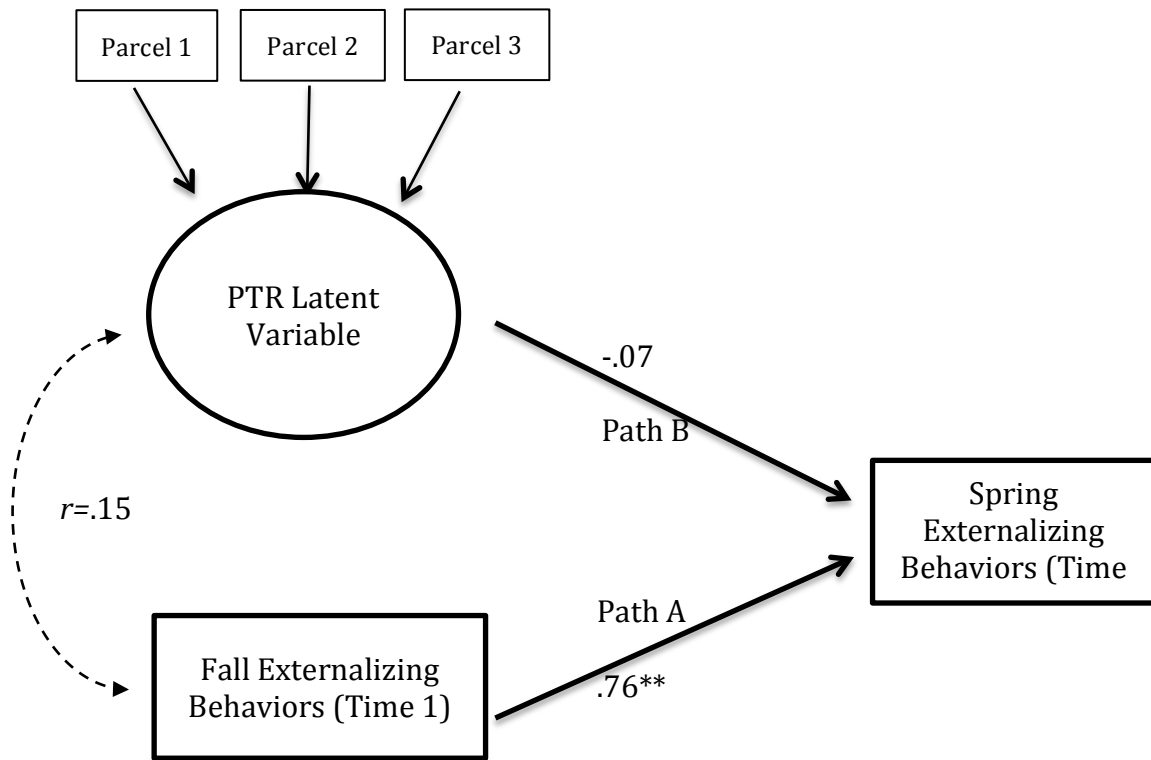 Parcel 1
Parcel 2
Parcel 3
PTR Latent
Variable
-.07
Path B
r=.15
Spring
Externalizing
Behaviors (Time
Path A
.76**
Fall Externalizing
Behaviors (Time 1)